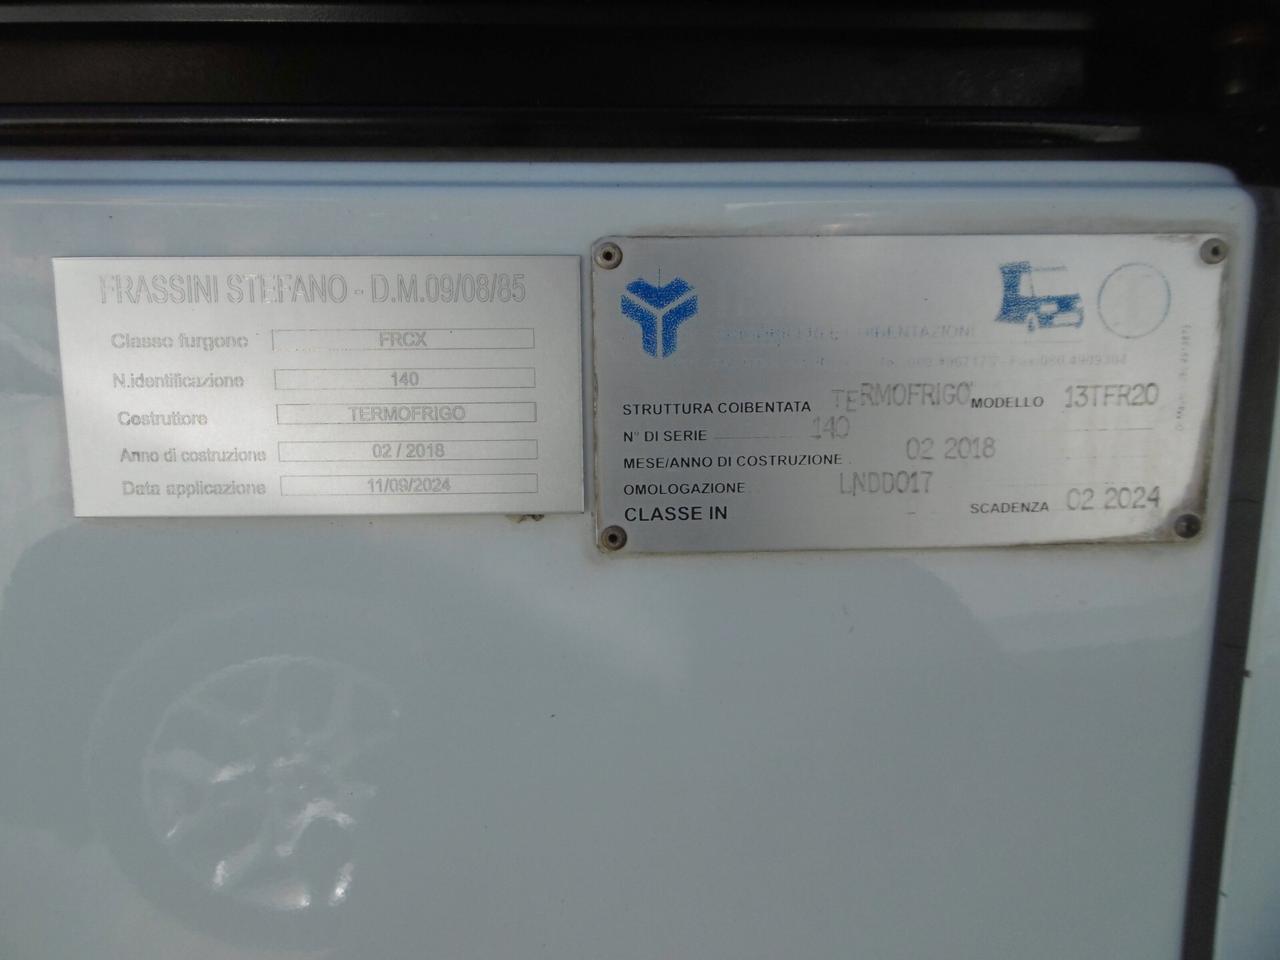 FRASSINI STEFANO - D.M.09/08/85
Classe furgone FRCX
N.identificazione 140
Costruttore TERMOFRIGO
Anno di costruzione 02 / 2018
Data applicazione 11/09/2024
STRUTTURA COIBENTATA TERMOFRIGO MODELLO 13TFR20
N° DI SERIE 140
MESE/ANNO DI COSTRUZIONE 02 2018
OMOLOGAZIONE LNDD017
CLASSE IN - SCADENZA 02 2024